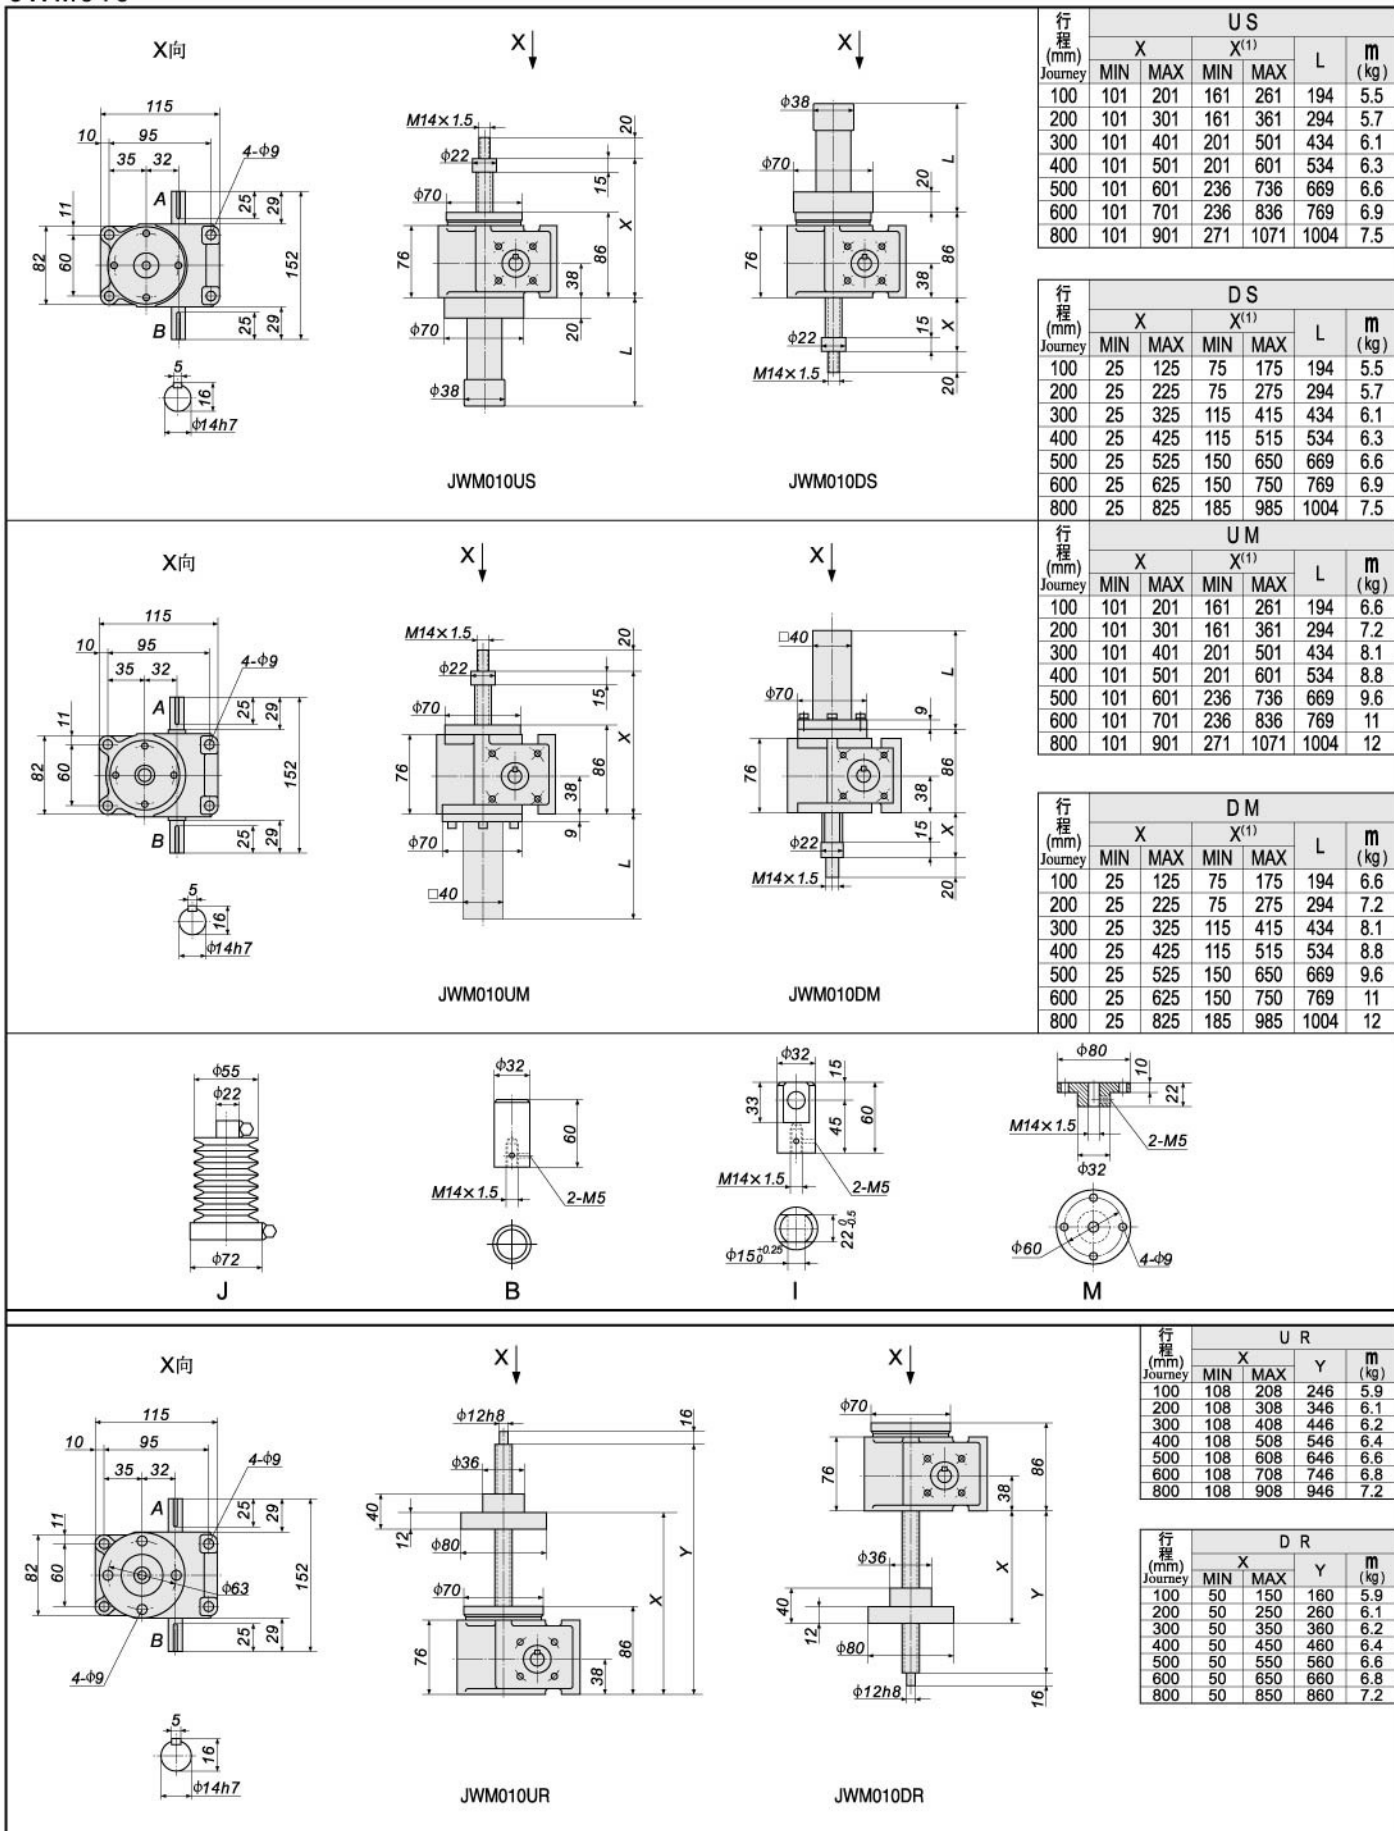 X向
115
10 95
35 32
4-φ9
11
82
60
A
25
29
152
B
25
29
5
16
φ14h7
X
M14×1.5
20
φ22
15
φ70
X
76
86
38
φ70
20
L
φ38
JWM010US
X
φ38
L
φ70
20
76
86
38
15
X
φ22
M14×1.5
20
JWM010DS
行程(mm) Journey US
X X(1) L m(kg)
MIN MAX MIN MAX
100 101 201 161 261 194 5.5
200 101 301 161 361 294 5.7
300 101 401 201 501 434 6.1
400 101 501 201 601 534 6.3
500 101 601 236 736 669 6.6
600 101 701 236 836 769 6.9
800 101 901 271 1071 1004 7.5
行程(mm) Journey DS
X X(1) L m(kg)
MIN MAX MIN MAX
100 25 125 75 175 194 5.5
200 25 225 75 275 294 5.7
300 25 325 115 415 434 6.1
400 25 425 115 515 534 6.3
500 25 525 150 650 669 6.6
600 25 625 150 750 769 6.9
800 25 825 185 985 1004 7.5
X向
115
10 95
35 32
4-φ9
11
82
60
A
25
29
152
B
25
29
5
16
φ14h7
X
M14×1.5
20
φ22
15
φ70
X
76
86
38
φ70
9
L
□40
JWM010UM
X
□40
L
φ70
9
76
86
38
15
X
φ22
M14×1.5
20
JWM010DM
行程(mm) Journey UM
X X(1) L m(kg)
MIN MAX MIN MAX
100 101 201 161 261 194 6.6
200 101 301 161 361 294 7.2
300 101 401 201 501 434 8.1
400 101 501 201 601 534 8.8
500 101 601 236 736 669 9.6
600 101 701 236 836 769 11
800 101 901 271 1071 1004 12
行程(mm) Journey DM
X X(1) L m(kg)
MIN MAX MIN MAX
100 25 125 75 175 194 6.6
200 25 225 75 275 294 7.2
300 25 325 115 415 434 8.1
400 25 425 115 515 534 8.8
500 25 525 150 650 669 9.6
600 25 625 150 750 769 11
800 25 825 185 985 1004 12
φ55
φ22
φ72
J
φ32
60
M14×1.5
2-M5
B
φ32
15
33
45
60
M14×1.5
2-M5
22 0 -0.5
φ15 +0.25 0
I
φ80
10
22
M14×1.5
2-M5
φ32
φ60
4-φ9
M
X向
115
10 95
35 32
4-φ9
11
82
60
A
25
29
152
φ63
B
25
29
4-φ9
5
16
φ14h7
X
φ12h8
16
φ36
40
12
φ80
Y
X
φ70
76
86
38
JWM010UR
X
φ70
76
86
38
φ36
X
Y
40
12
φ80
φ12h8
16
JWM010DR
行程(mm) Journey U R
X Y m(kg)
MIN MAX
100 108 208 246 5.9
200 108 308 346 6.1
300 108 408 446 6.2
400 108 508 546 6.4
500 108 608 646 6.6
600 108 708 746 6.8
800 108 908 946 7.2
行程(mm) Journey D R
X Y m(kg)
MIN MAX
100 50 150 160 5.9
200 50 250 260 6.1
300 50 350 360 6.2
400 50 450 460 6.4
500 50 550 560 6.6
600 50 650 660 6.8
800 50 850 860 7.2